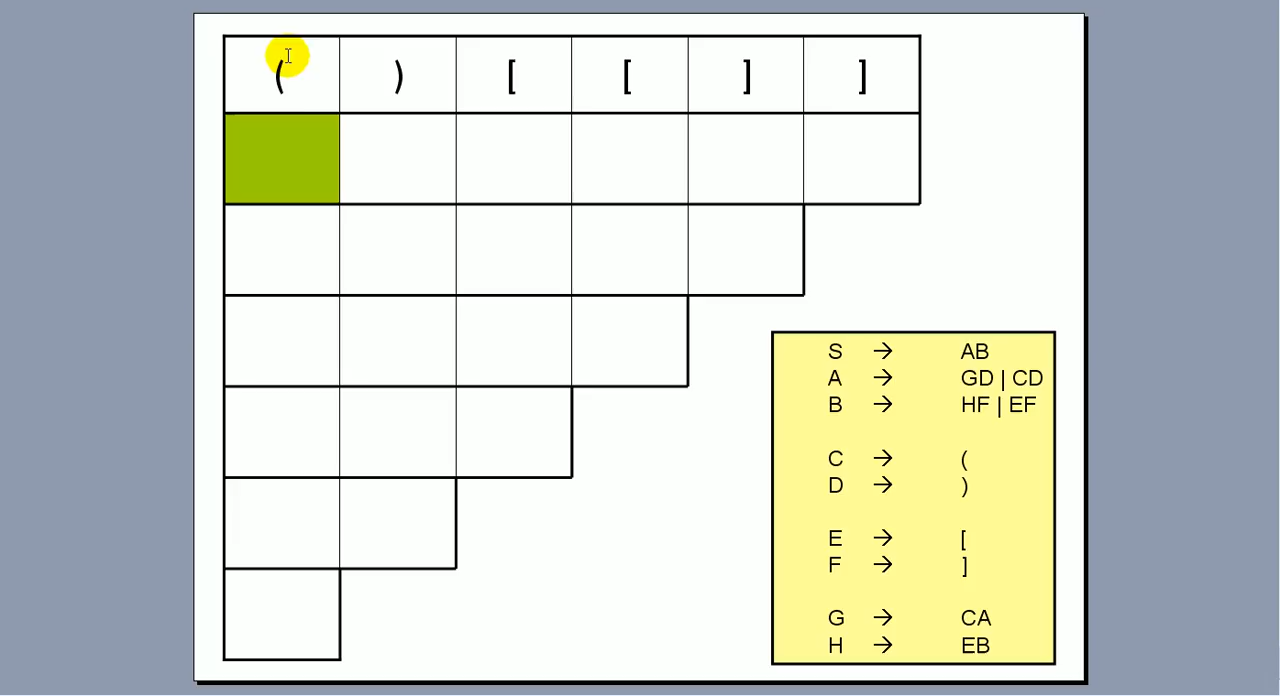 ( ) [ [ ] ]
S → AB
A → GD | CD
B → HF | EF
C → (
D → )
E → [
F → ]
G → CA
H → EB